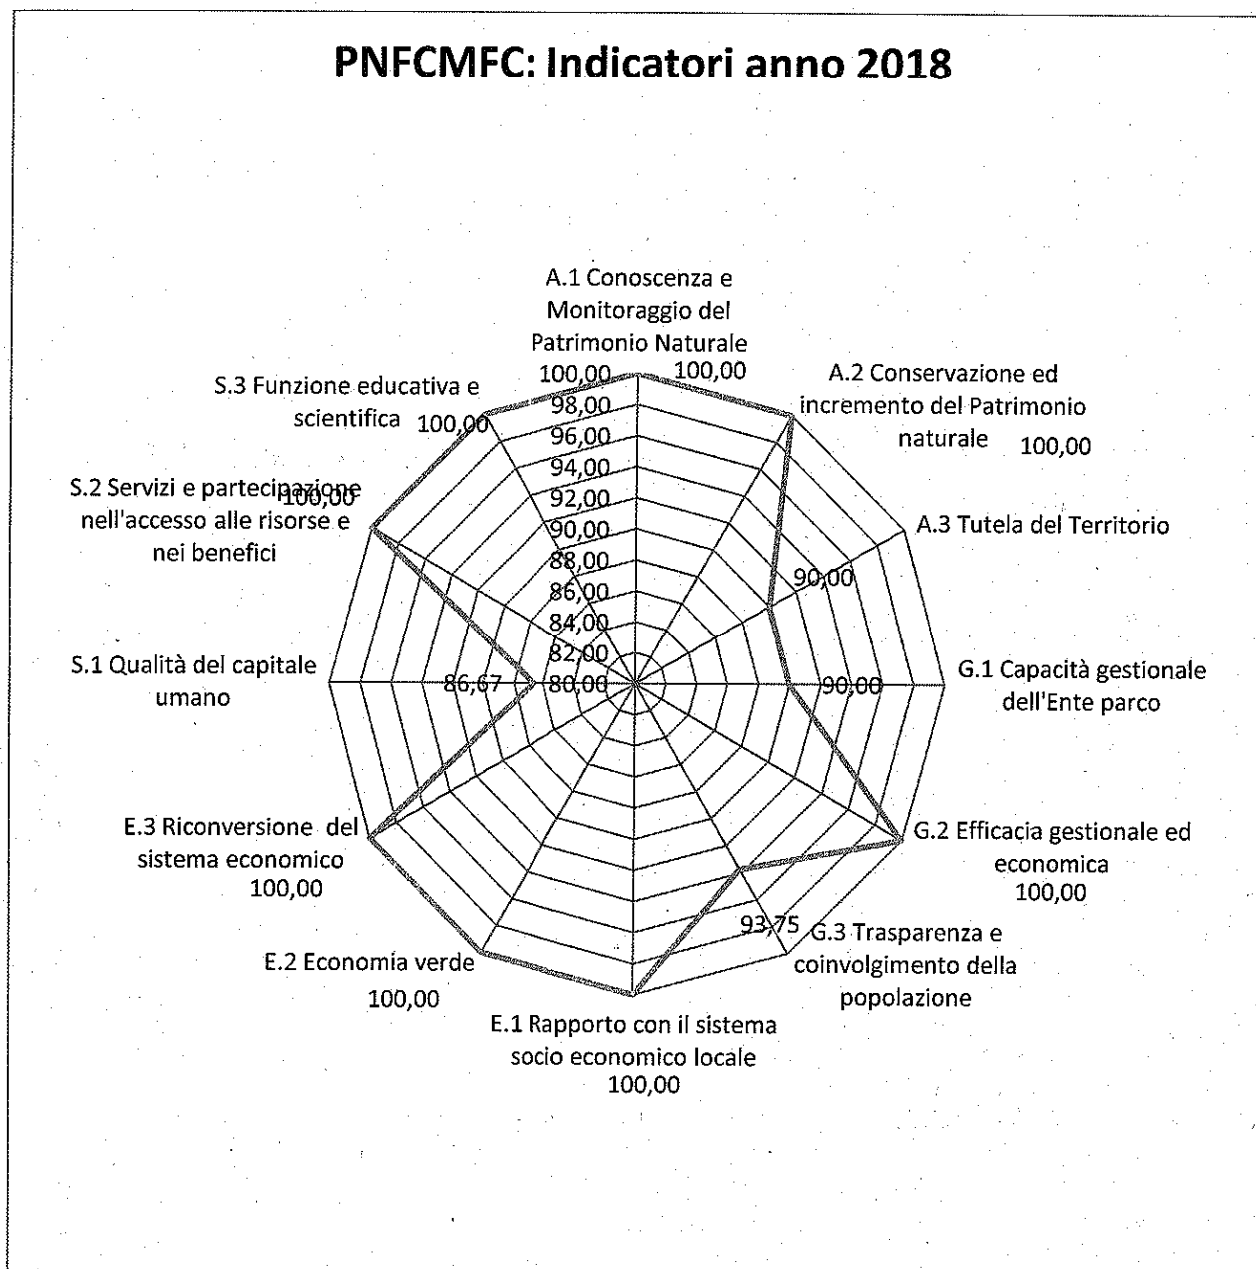 PNFCMFC: Indicatori anno 2018
A.1 Conoscenza e
Monitoraggio del
Patrimonio Naturale
100,00
A.2 Conservazione ed
incremento del Patrimonio
naturale
100,00
A.3 Tutela del Territorio
90,00
G.1 Capacità gestionale
dell'Ente parco
90,00
G.2 Efficacia gestionale ed
economica
100,00
G.3 Trasparenza e
coinvolgimento della
popolazione
93,75
E.1 Rapporto con il sistema
socio economico locale
100,00
E.2 Economia verde
100,00
E.3 Riconversione del
sistema economico
100,00
S.1 Qualità del capitale
umano
86,67
S.2 Servizi e partecipazione
nell'accesso alle risorse e
nei benefici
100,00
S.3 Funzione educativa e
scientifica
100,00
100,00
98,00
96,00
94,00
92,00
90,00
88,00
86,00
84,00
82,00
80,00